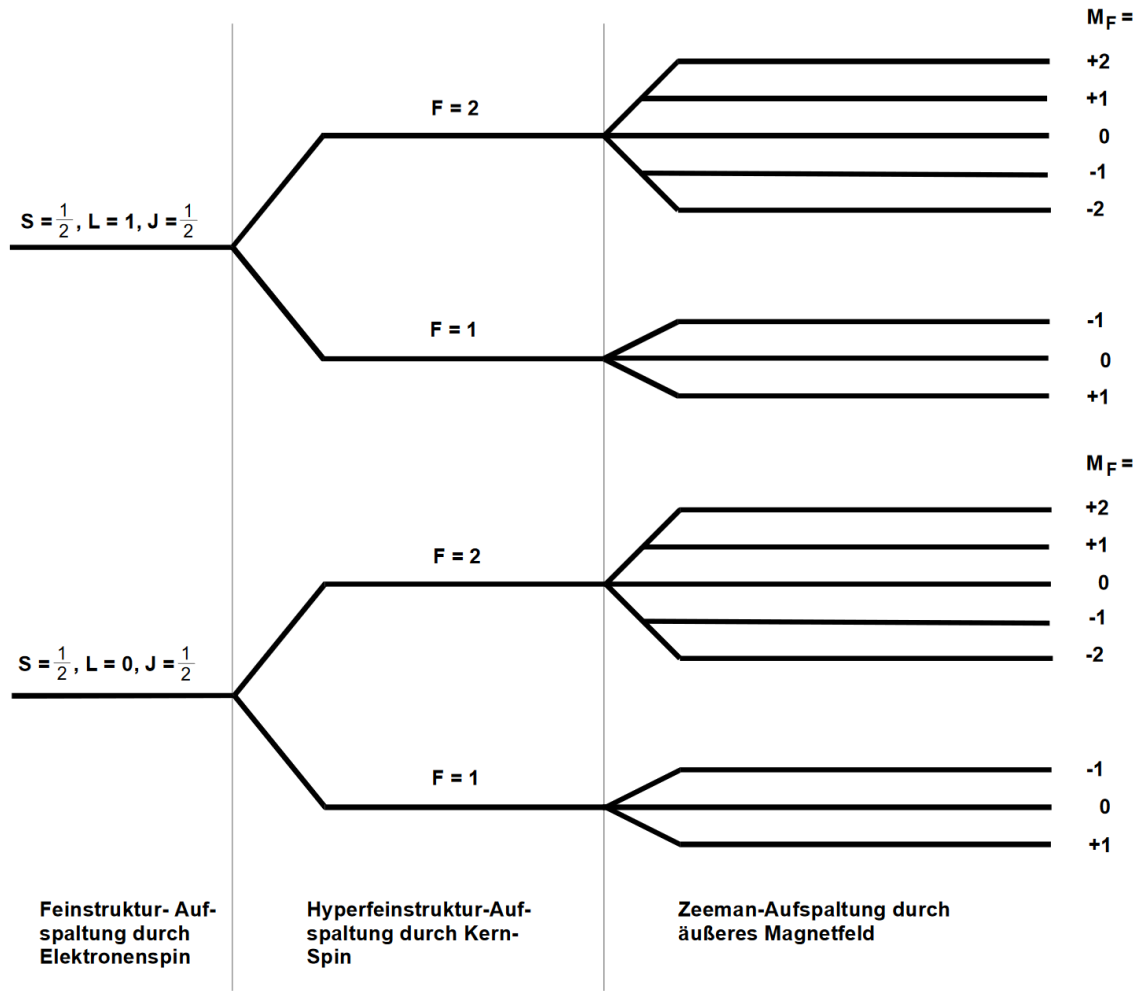 M_F =
+2
+1
F = 2
0
-1
S = 1/2 , L = 1, J = 1/2
-2
-1
F = 1
0
+1
M_F =
+2
+1
F = 2
0
-1
S = 1/2 , L = 0, J = 1/2
-2
-1
F = 1
0
+1
Feinstruktur- Auf-
spaltung durch
Elektronenspin
Hyperfeinstruktur-Auf-
spaltung durch Kern-
Spin
Zeeman-Aufspaltung durch
äußeres Magnetfeld